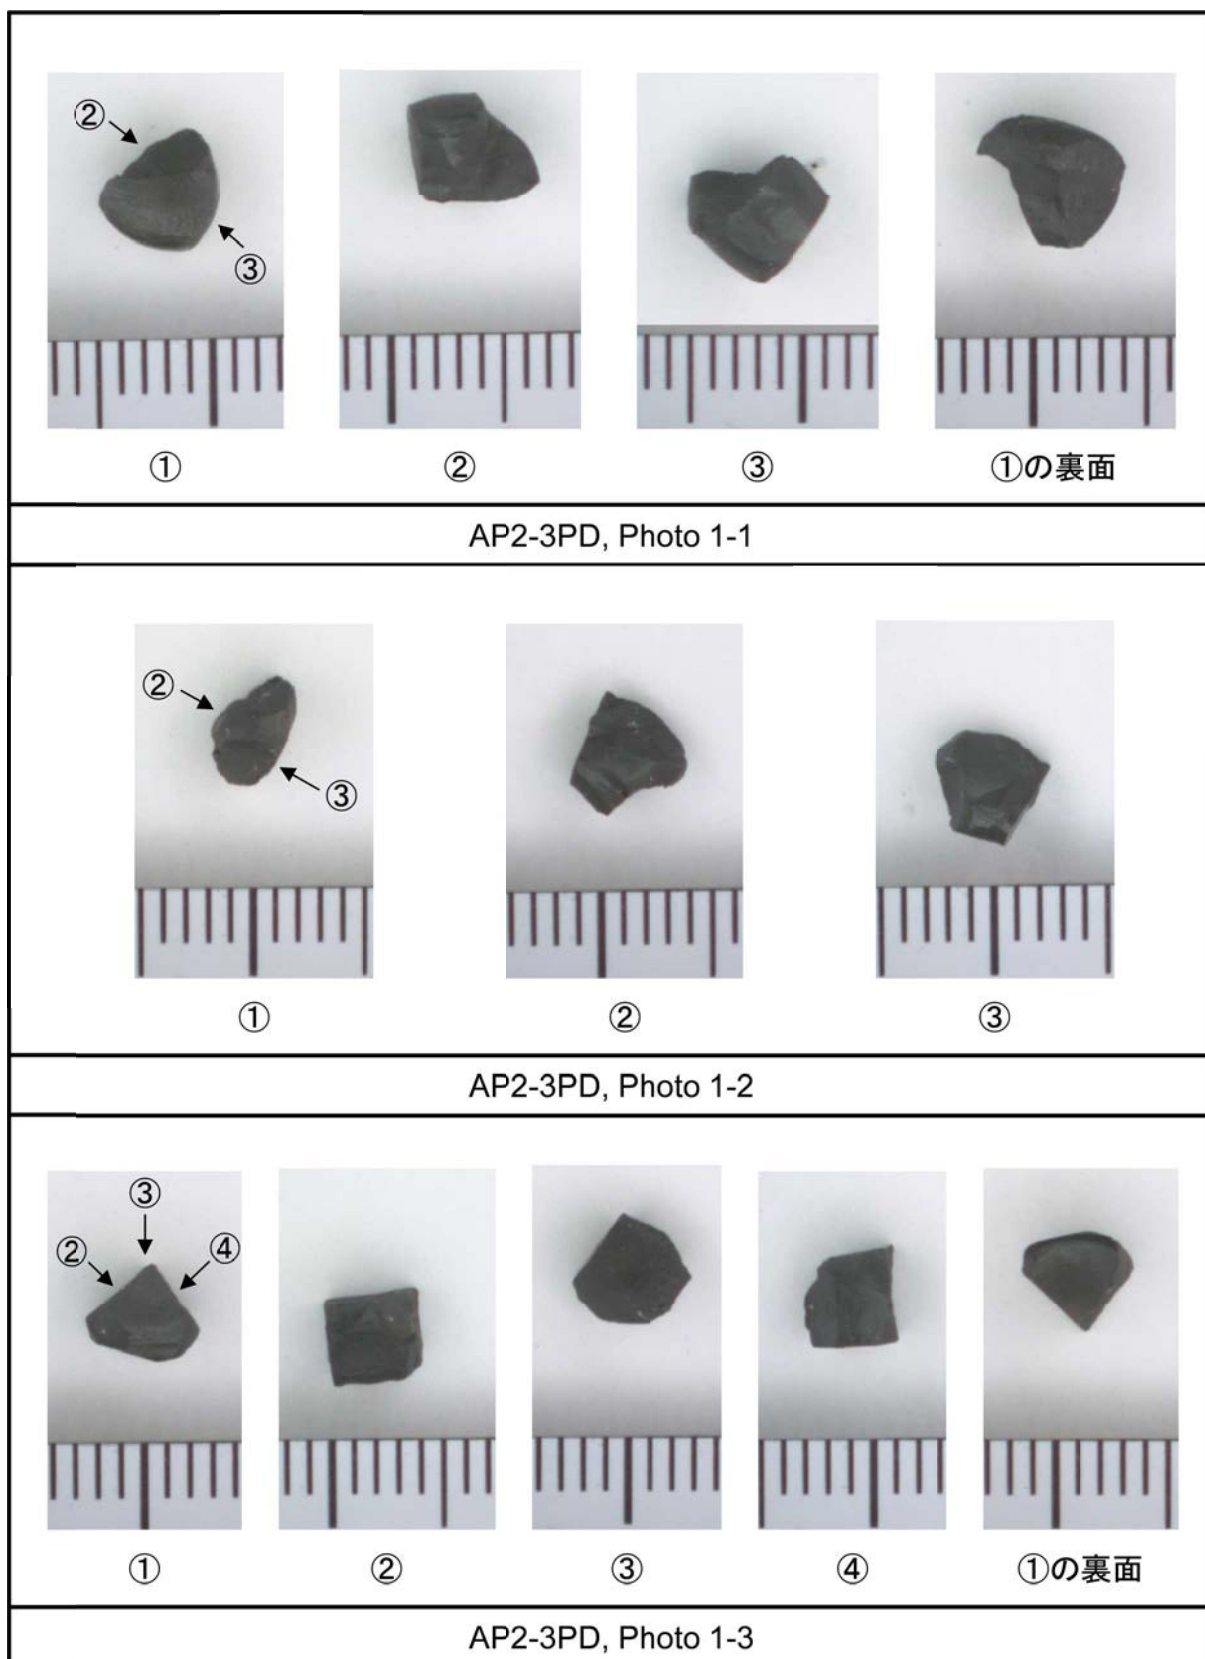 ②
③
① ② ③ ①の裏面
AP2-3PD, Photo 1-1
②
③
① ② ③
AP2-3PD, Photo 1-2
③
② ④
① ② ③ ④ ①の裏面
AP2-3PD, Photo 1-3